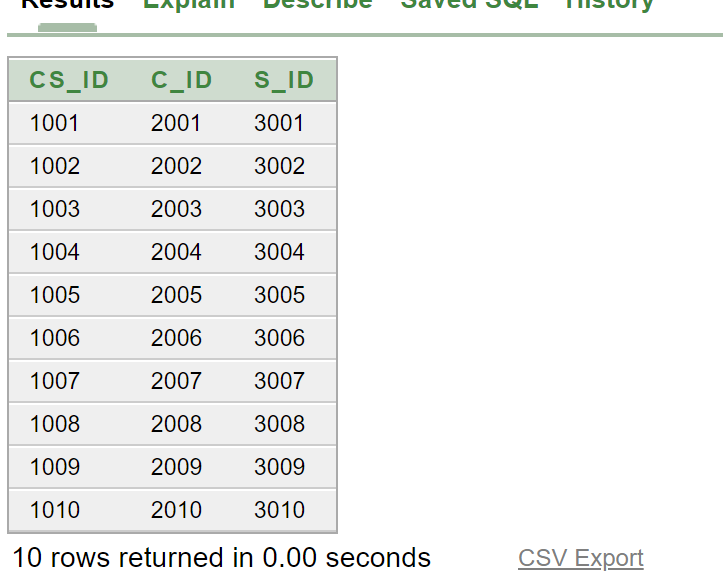 Results Explain Describe Saved SQL History
CS_ID C_ID S_ID
1001 2001 3001
1002 2002 3002
1003 2003 3003
1004 2004 3004
1005 2005 3005
1006 2006 3006
1007 2007 3007
1008 2008 3008
1009 2009 3009
1010 2010 3010
10 rows returned in 0.00 seconds CSV Export